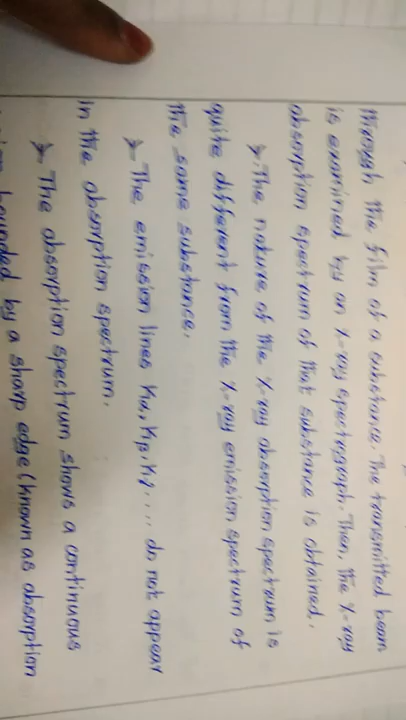 through the film of a substance. The transmitted beam
is examined by an X-ray spectograph. Then, the X-ray
absorption spectrum of that substance is obtained.
➢ The nature of the X-ray absorption spectrum is
quite different from the X-ray emission spectrum of
the same substance.
➢ The emission lines Kα, Kβ, Kγ.... do not appear
in the absorption spectrum.
➢ The absorption spectrum shows a continuous
bounded by a sharp edge (known as absorption